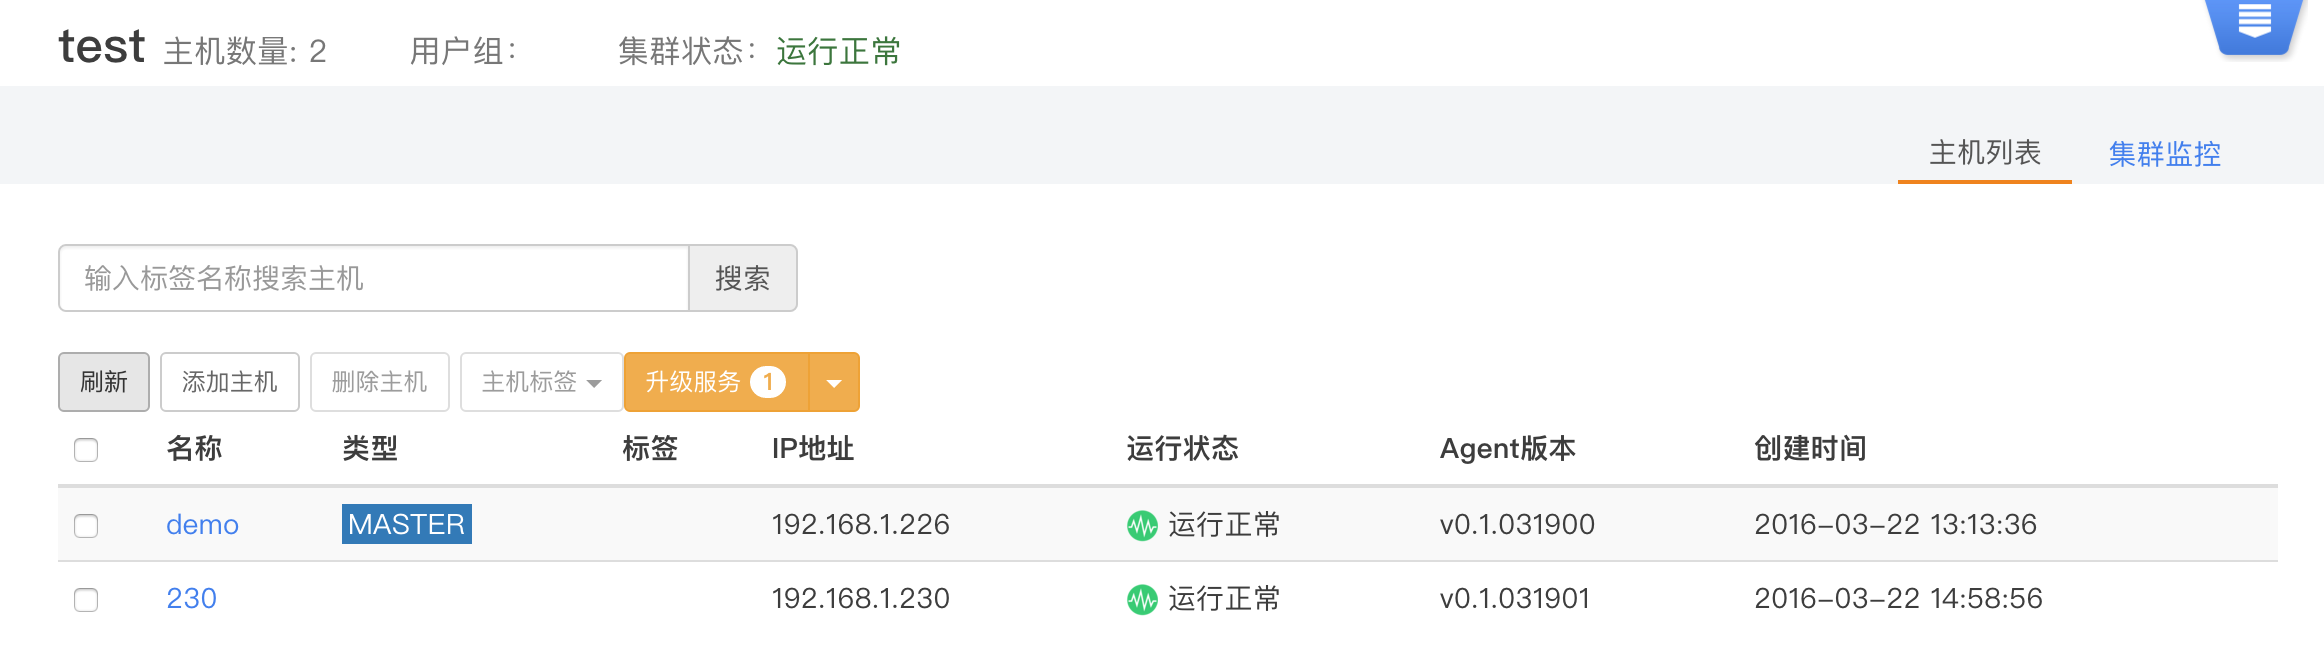 test 主机数量: 2 用户组: 集群状态: 运行正常
主机列表 集群监控
输入标签名称搜索主机 搜索
刷新 添加主机 删除主机 主机标签 升级服务 1
名称 类型 标签 IP地址 运行状态 Agent版本 创建时间
demo MASTER 192.168.1.226 运行正常 v0.1.031900 2016-03-22 13:13:36
230 192.168.1.230 运行正常 v0.1.031901 2016-03-22 14:58:56